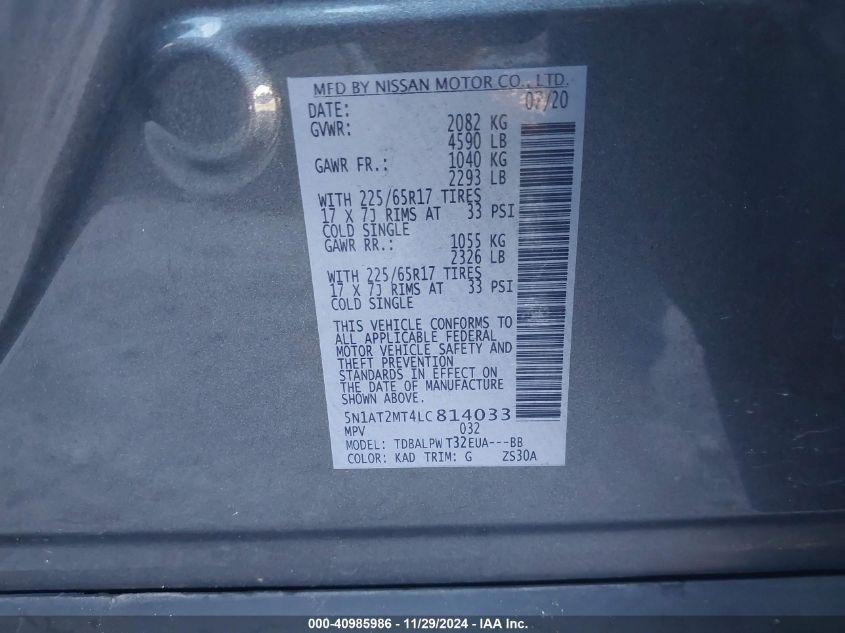 MFD BY NISSAN MOTOR CO., LTD.
DATE: 07/20
GVWR: 2082 KG
4590 LB
GAWR FR.: 1040 KG
2293 LB
WITH 225/65R17 TIRES
17 X 7J RIMS AT 33 PSI
COLD SINGLE
GAWR RR.: 1055 KG
2326 LB
WITH 225/65R17 TIRES
17 X 7J RIMS AT 33 PSI
COLD SINGLE
THIS VEHICLE CONFORMS TO
ALL APPLICABLE FEDERAL
MOTOR VEHICLE SAFETY AND
THEFT PREVENTION
STANDARDS IN EFFECT ON
THE DATE OF MANUFACTURE
SHOWN ABOVE.
5N1AT2MT4LC814033
MPV 032
MODEL: TDBALPW T32EUA---BB
COLOR: KAD TRIM: G ZS30A
000-40985986 - 11/29/2024 - IAA Inc.